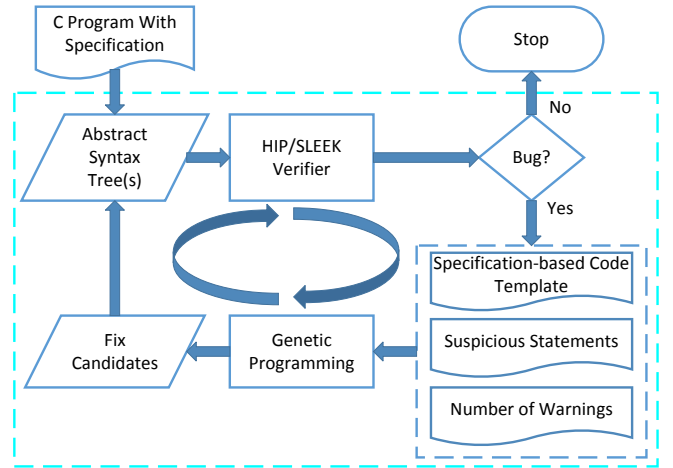 C Program With
Specification
Stop
Abstract
Syntax
Tree(s)
HIP/SLEEK
Verifier
Bug?
No
Yes
Specification-based Code
Template
Suspicious Statements
Number of Warnings
Genetic
Programming
Fix
Candidates